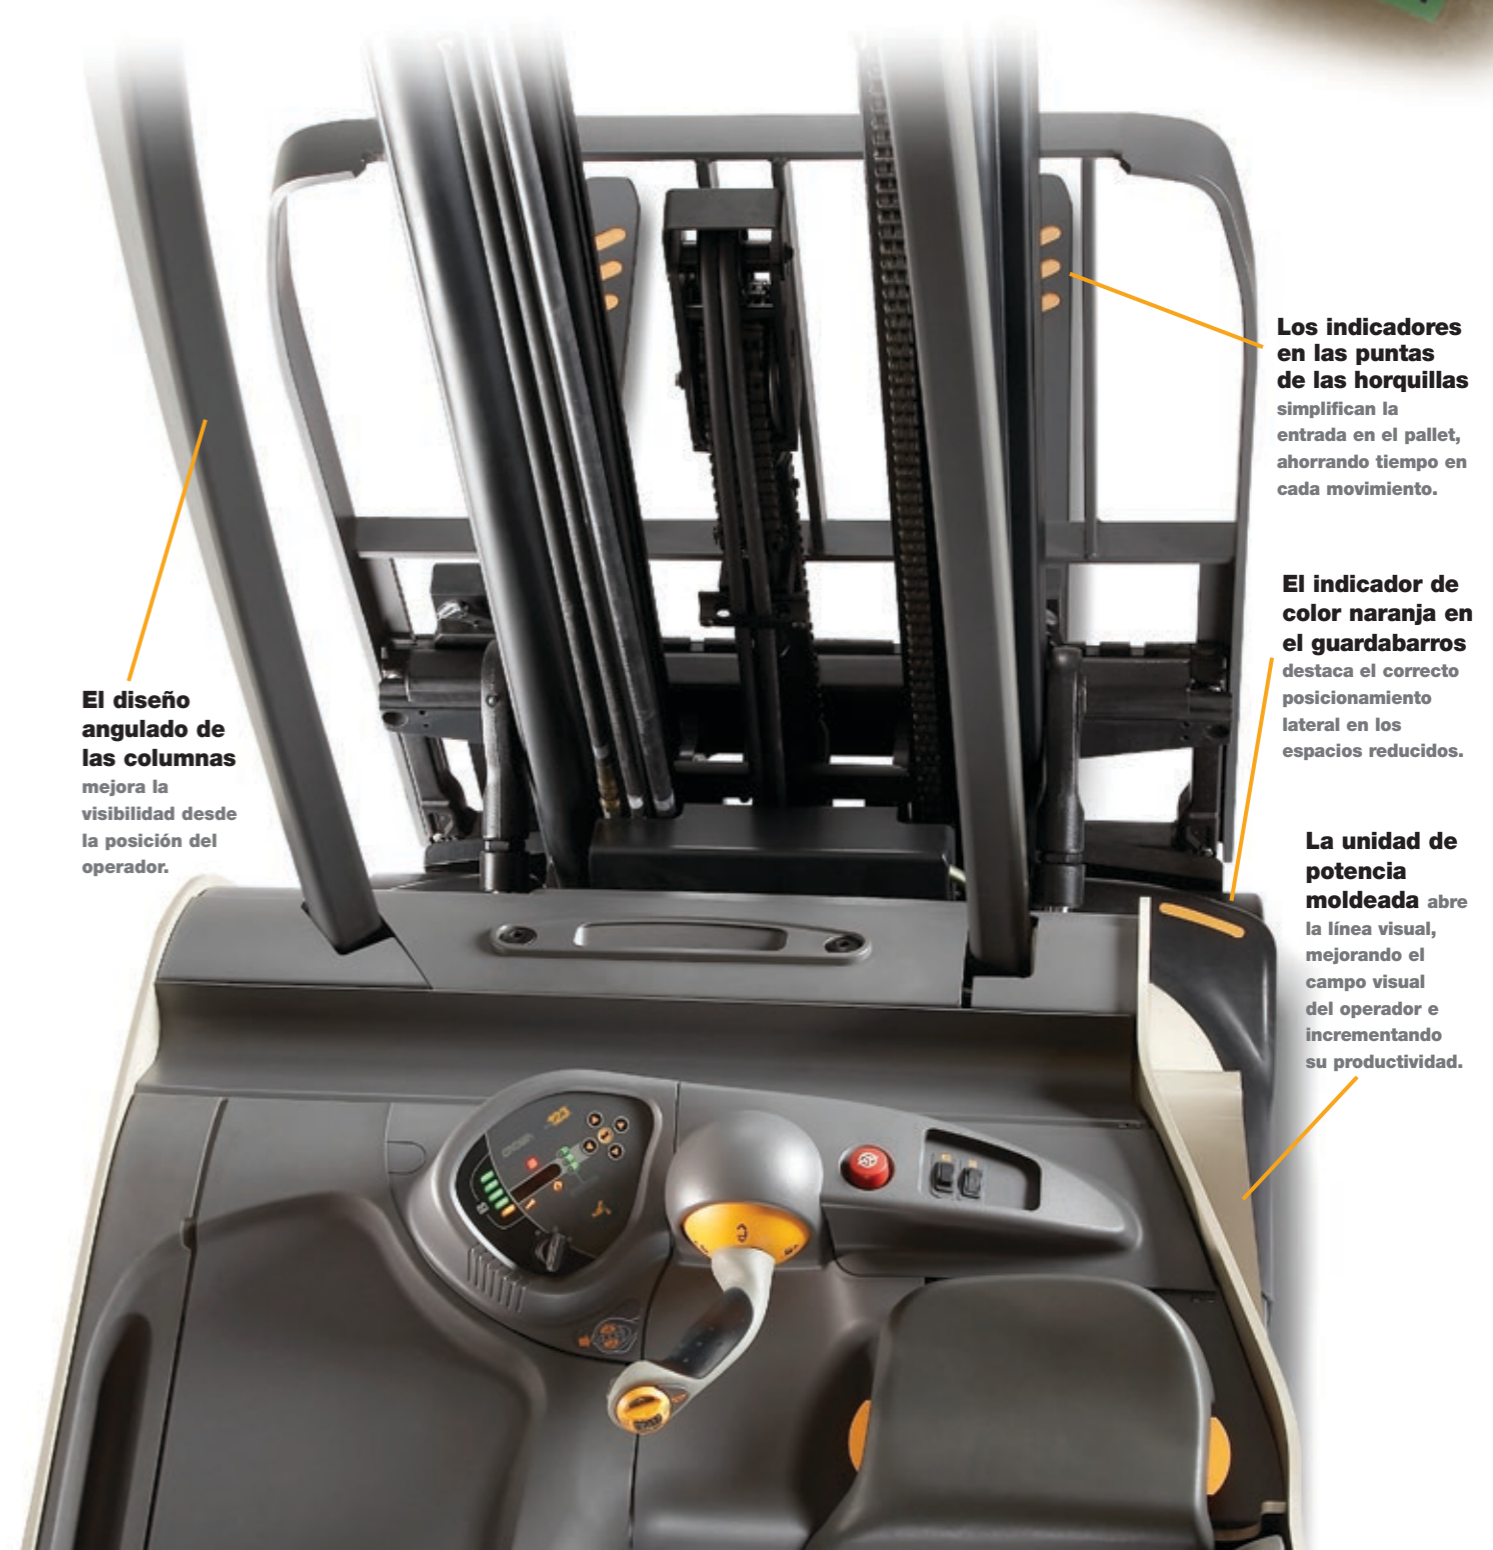 Los indicadores
en las puntas
de las horquillas
simplifican la
entrada en el pallet,
ahorrando tiempo en
cada movimiento.
El indicador de
color naranja en
el guardabarros
destaca el correcto
posicionamiento
lateral en los
espacios reducidos.
El diseño
angulado de
las columnas
mejora la
visibilidad desde
la posición del
operador.
La unidad de
potencia
moldeada abre
la línea visual,
mejorando el
campo visual
del operador e
incrementando
su productividad.
CROWN
123